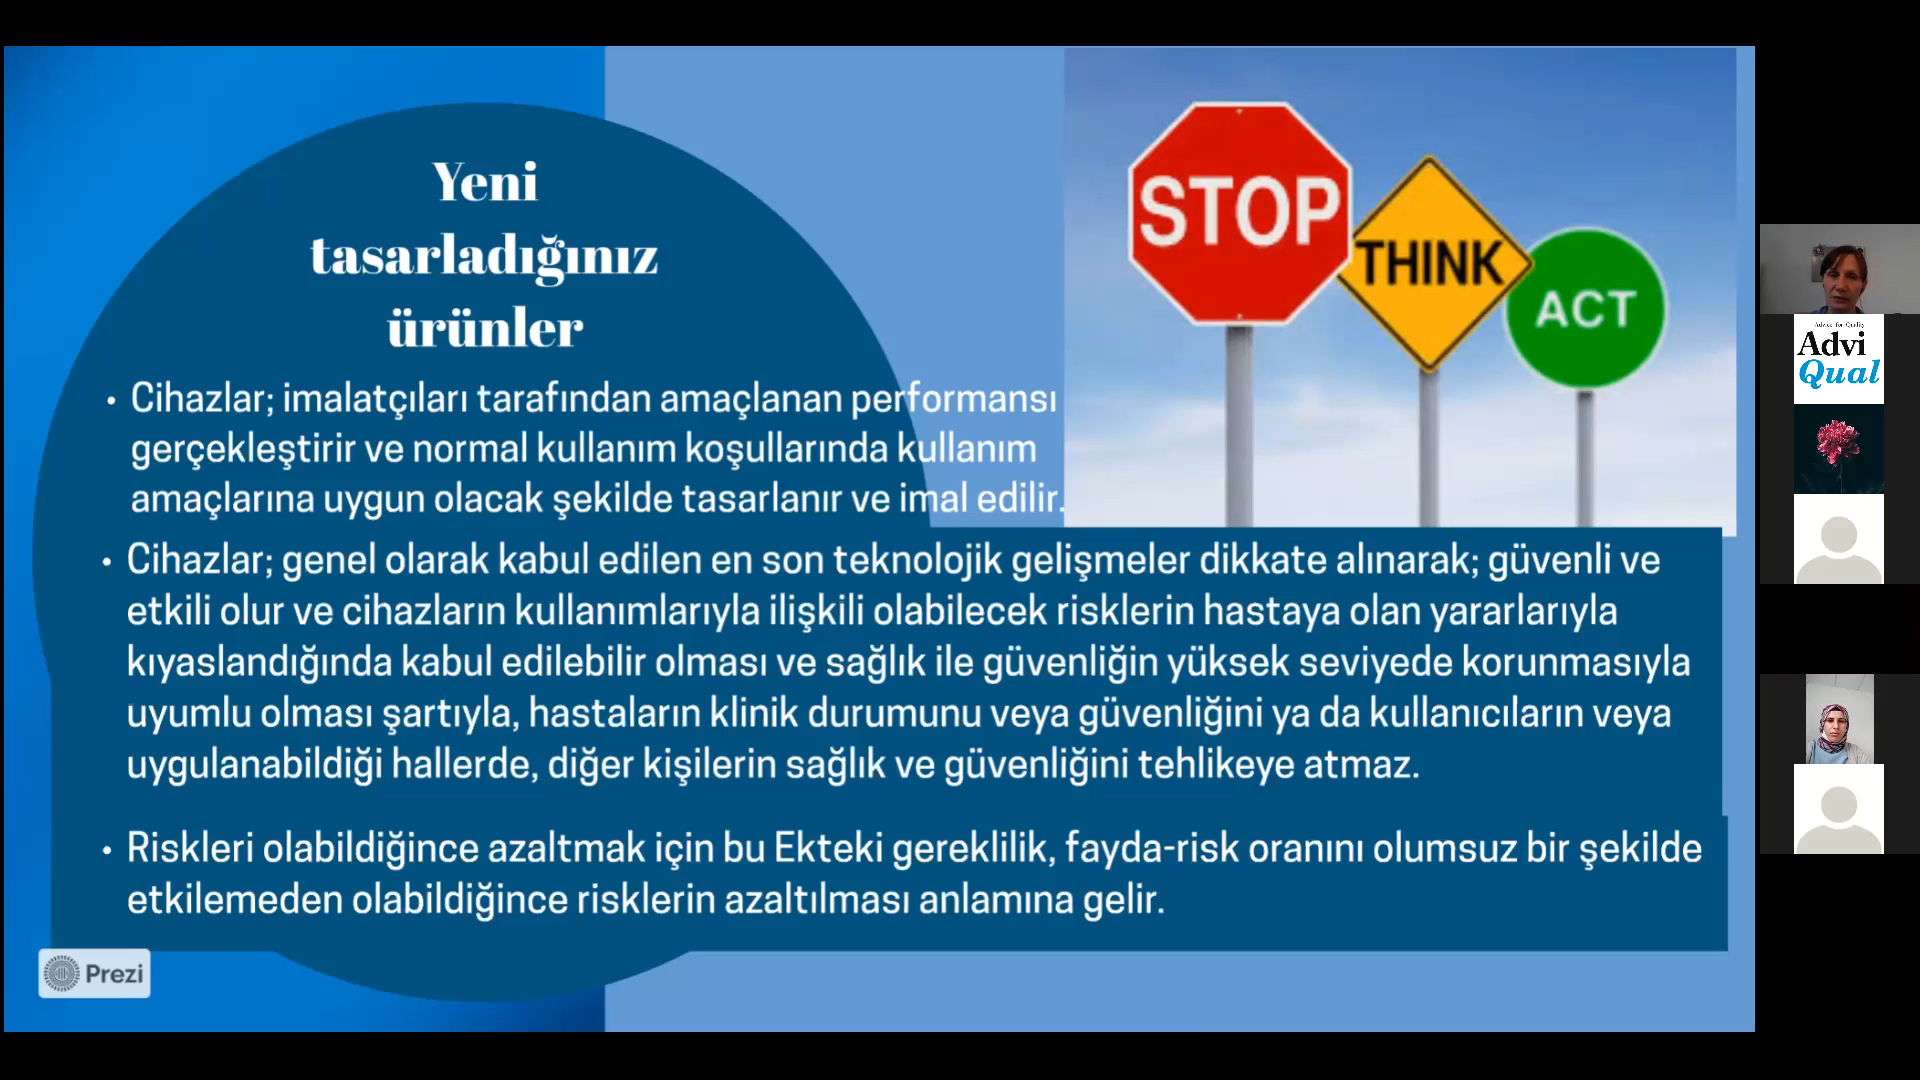 Yeni
tasarladığınız
ürünler
• Cihazlar; imalatçıları tarafından amaçlanan performansı
gerçekleştirir ve normal kullanım koşullarında kullanım
amaçlarına uygun olacak şekilde tasarlanır ve imal edilir.
• Cihazlar; genel olarak kabul edilen en son teknolojik gelişmeler dikkate alınarak; güvenli ve
etkili olur ve cihazların kullanımlarıyla ilişkili olabilecek risklerin hastaya olan yararlarıyla
kıyaslandığında kabul edilebilir olması ve sağlık ile güvenliğin yüksek seviyede korunmasıyla
uyumlu olması şartıyla, hastaların klinik durumunu veya güvenliğini ya da kullanıcıların veya
uygulanabildiği hallerde, diğer kişilerin sağlık ve güvenliğini tehlikeye atmaz.
• Riskleri olabildiğince azaltmak için bu Ekteki gereklilik, fayda-risk oranını olumsuz bir şekilde
etkilemeden olabildiğince risklerin azaltılması anlamına gelir.
STOP
THINK
ACT
Prezi
Advice for Quality
Advi
Qual